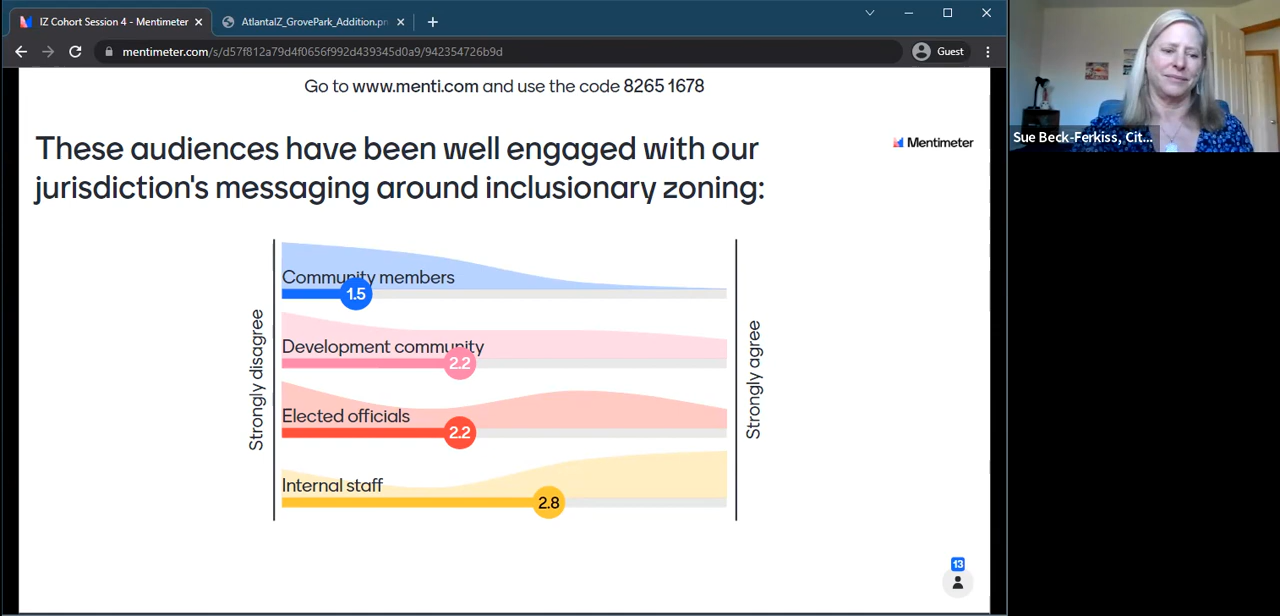 IZ Cohort Session 4 - Mentimeter
AtlantaIZ_GrovePark_Addition.pn
mentimeter.com/s/d57f812a79d4f0656f992d439345d0a9/942354726b9d
Guest
Go to www.menti.com and use the code 8265 1678
These audiences have been well engaged with our
jurisdiction's messaging around inclusionary zoning:
Mentimeter
Strongly disagree
Community members
1.5
Development community
2.2
Elected officials
2.2
Internal staff
2.8
Strongly agree
13
Sue Beck-Ferkiss, Cit...